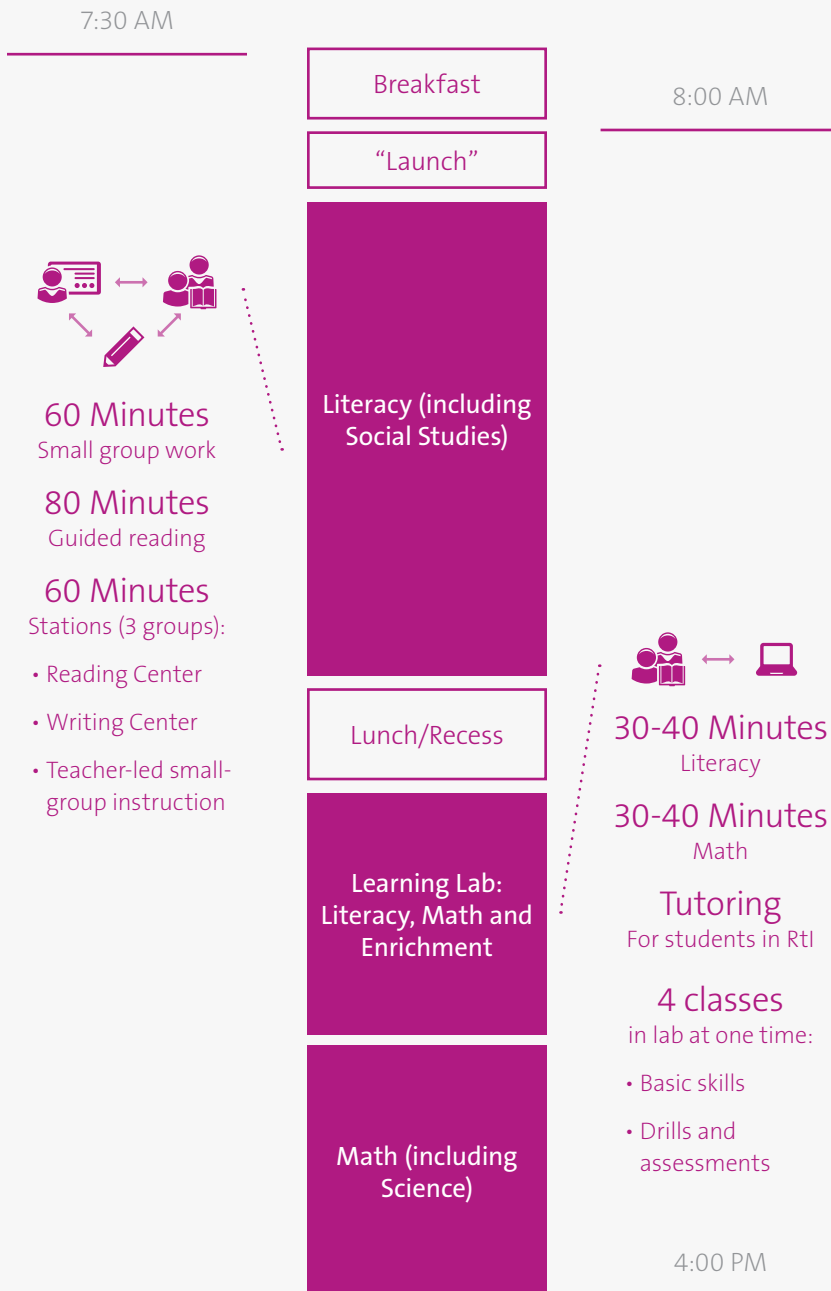 7:30 AM
Breakfast
8:00 AM
“Launch”
Literacy (including
Social Studies)
60 Minutes
Small group work
80 Minutes
Guided reading
60 Minutes
Stations (3 groups):
• Reading Center
• Writing Center
• Teacher-led small-
group instruction
Lunch/Recess
Learning Lab:
Literacy, Math and
Enrichment
30-40 Minutes
Literacy
30-40 Minutes
Math
Tutoring
For students in RtI
4 classes
in lab at one time:
• Basic skills
• Drills and
assessments
Math (including
Science)
4:00 PM